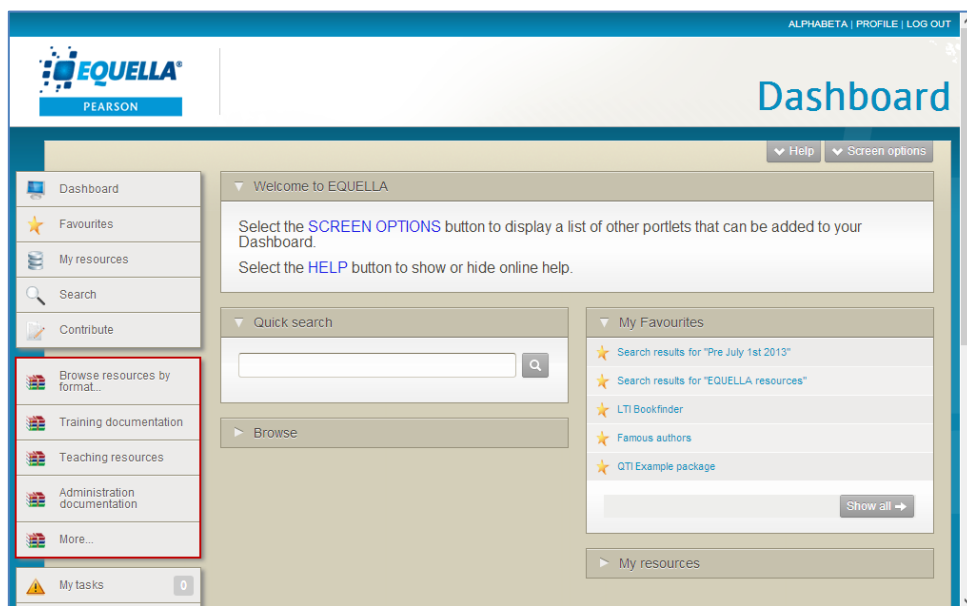 ALPHABETA | PROFILE | LOG OUT
EQUELLA®
PEARSON
Dashboard
Help
Screen options
Dashboard
Favourites
My resources
Search
Contribute
Browse resources by
format...
Training documentation
Teaching resources
Administration
documentation
More...
My tasks 0
Welcome to EQUELLA
Select the SCREEN OPTIONS button to display a list of other portlets that can be added to your
Dashboard.
Select the HELP button to show or hide online help.
Quick search
Browse
My Favourites
Search results for "Pre July 1st 2013"
Search results for "EQUELLA resources"
LTI Bookfinder
Famous authors
QTI Example package
Show all
My resources